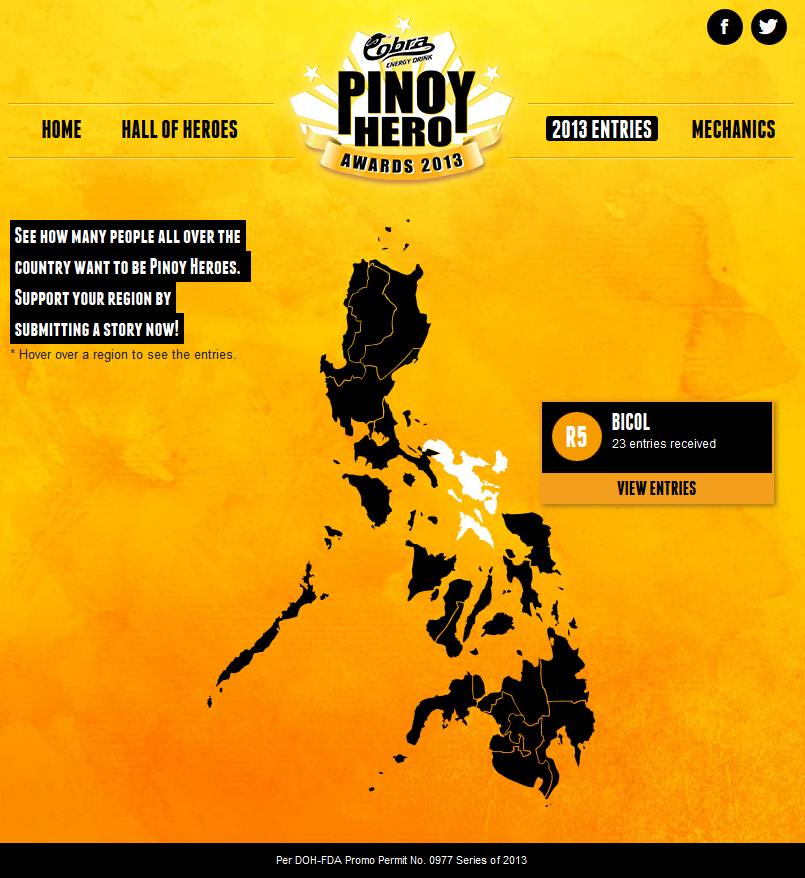 f
Cobra
ENERGY DRINK
PINOY
HERO
AWARDS 2013
HOME
HALL OF HEROES
2013 ENTRIES
MECHANICS
SEE HOW MANY PEOPLE ALL OVER THE
COUNTRY WANT TO BE PINOY HEROES.
SUPPORT YOUR REGION BY
SUBMITTING A STORY NOW!
* Hover over a region to see the entries.
R5
BICOL
23 entries received
VIEW ENTRIES
Per DOH-FDA Promo Permit No. 0977 Series of 2013